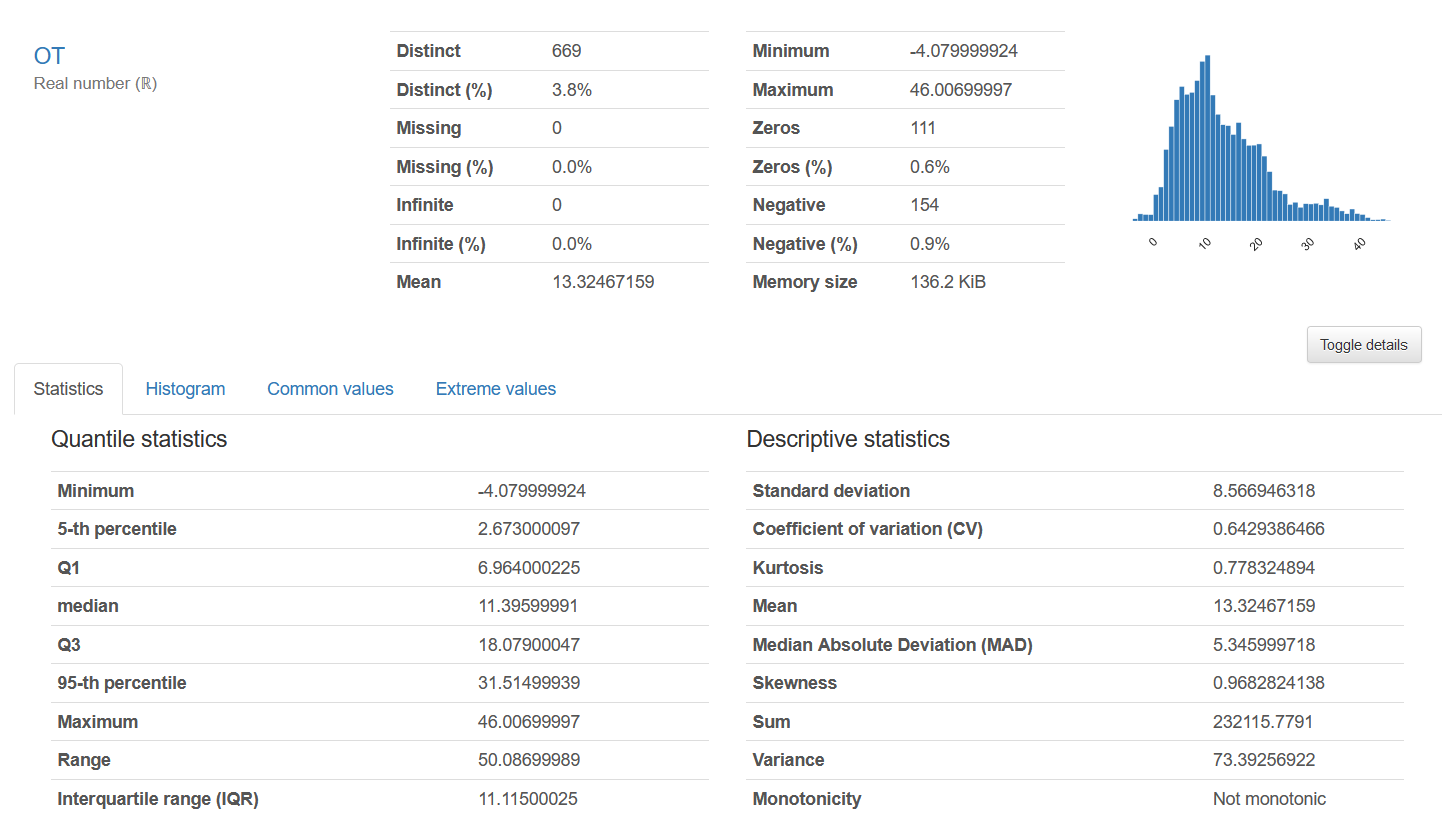 OT
Real number (ℝ)
Distinct 669
Distinct (%) 3.8%
Missing 0
Missing (%) 0.0%
Infinite 0
Infinite (%) 0.0%
Mean 13.32467159
Minimum -4.079999924
Maximum 46.00699997
Zeros 111
Zeros (%) 0.6%
Negative 154
Negative (%) 0.9%
Memory size 136.2 KiB
0 10 20 30 40
Toggle details
Statistics Histogram Common values Extreme values
Quantile statistics
Minimum -4.079999924
5-th percentile 2.673000097
Q1 6.964000225
median 11.39599991
Q3 18.07900047
95-th percentile 31.51499939
Maximum 46.00699997
Range 50.08699989
Interquartile range (IQR) 11.11500025
Descriptive statistics
Standard deviation 8.566946318
Coefficient of variation (CV) 0.6429386466
Kurtosis 0.778324894
Mean 13.32467159
Median Absolute Deviation (MAD) 5.345999718
Skewness 0.9682824138
Sum 232115.7791
Variance 73.39256922
Monotonicity Not monotonic